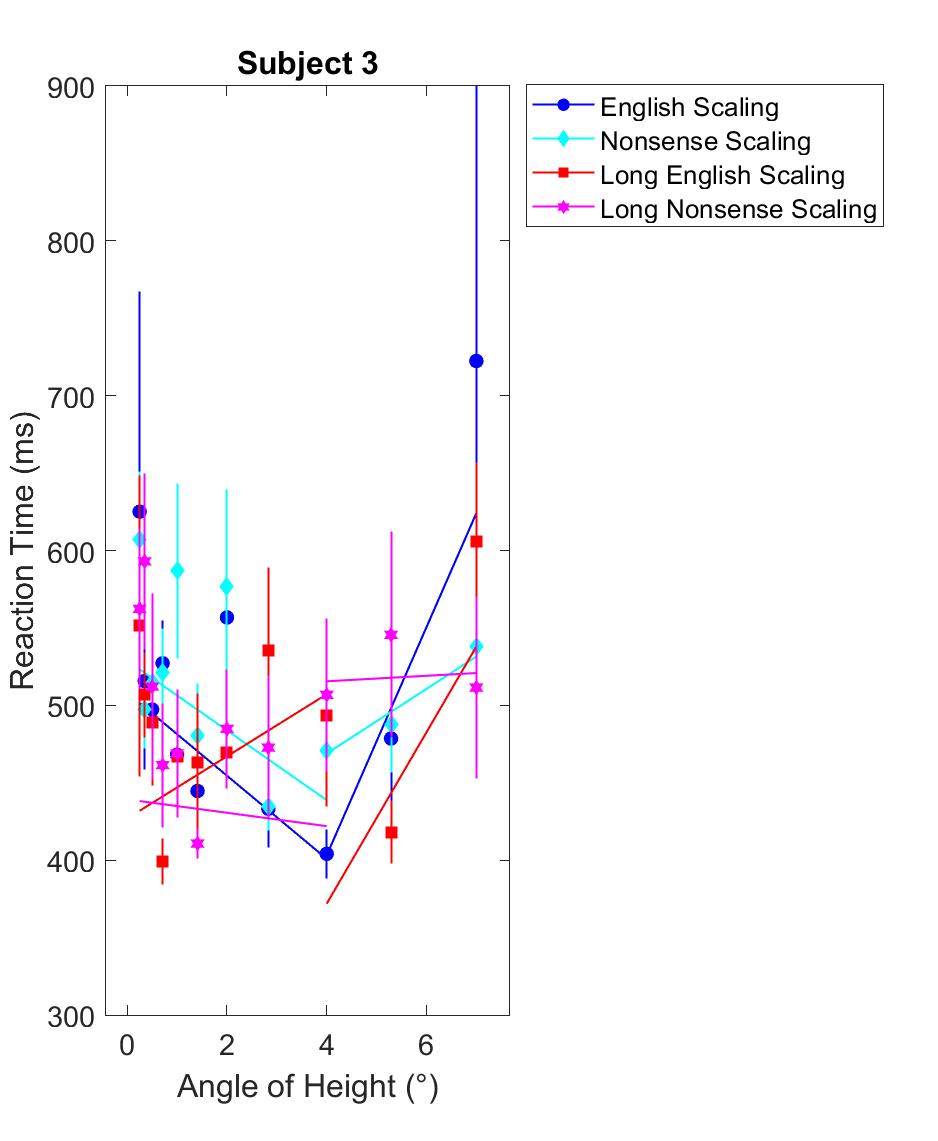 Subject 3
900
800
700
600
500
400
300
0 2 4 6
Reaction Time (ms)
Angle of Height (°)
English Scaling
Nonsense Scaling
Long English Scaling
Long Nonsense Scaling